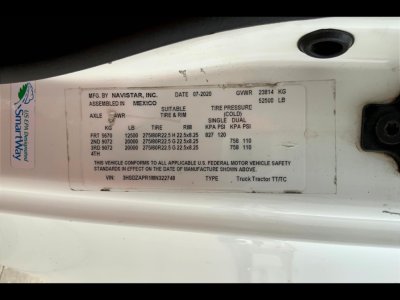 MFG. BY NAVISTAR, INC. DATE 07-2020 GVWR 23814 KG
ASSEMBLED IN MEXICO 52500 LB
SUITABLE TIRE PRESSURE
TIRE & RIM (COLD)
AXLE GAWR SINGLE DUAL
KG LB TIRE RIM KPA PSI KPA PSI
FRT 5670 12500 275/80R22.5 H 22.5x8.25 827 120
2ND 9072 20000 275/80R22.5 G 22.5x8.25 758 110
3RD 9072 20000 275/80R22.5 G 22.5x8.25 758 110
4TH
THIS VEHICLE CONFORMS TO ALL APPLICABLE U.S. FEDERAL MOTOR VEHICLE
SAFETY STANDARDS IN EFFECT ON THE DATE OF MANUFACTURE SHOWN ABOVE.
VIN: TYPE: Truck Tractor TT/TC
US EPA Certified
SmartWay